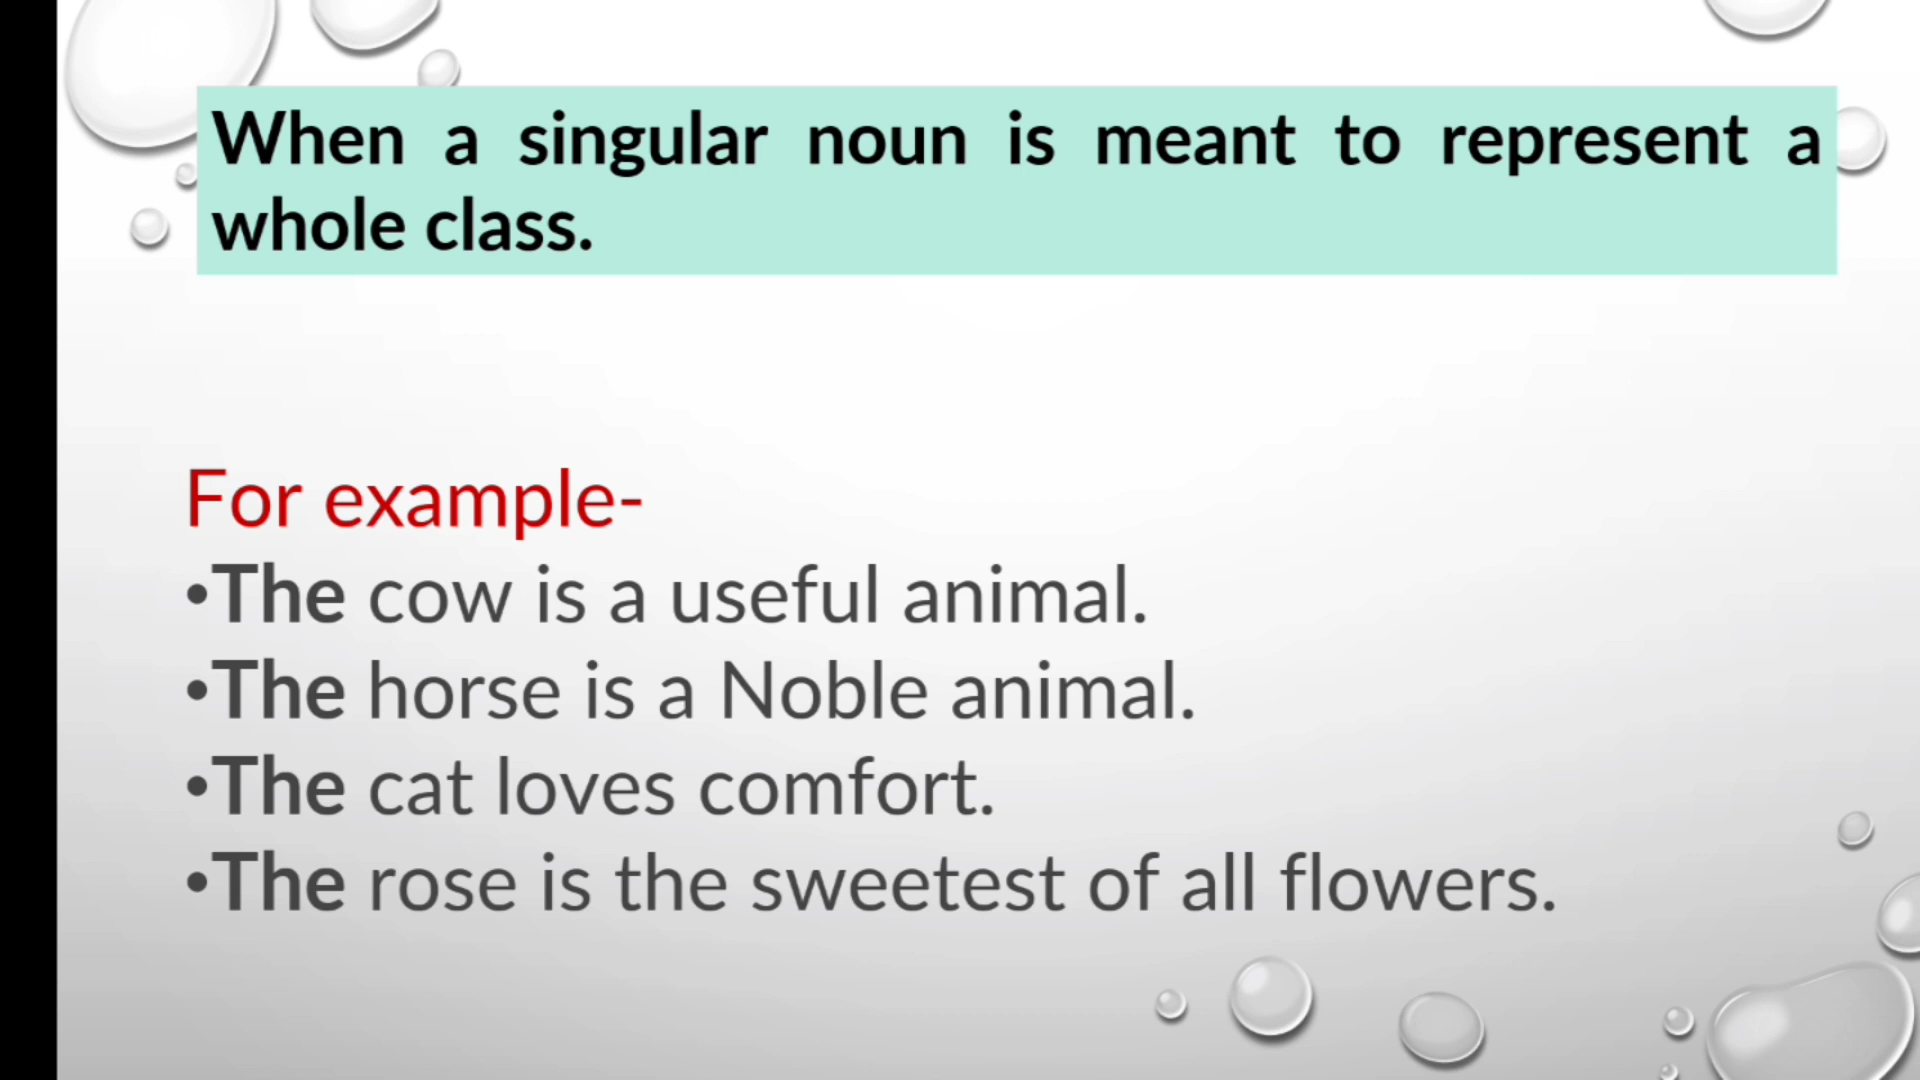 When a singular noun is meant to represent a
whole class.
For example-
•The cow is a useful animal.
•The horse is a Noble animal.
•The cat loves comfort.
•The rose is the sweetest of all flowers.